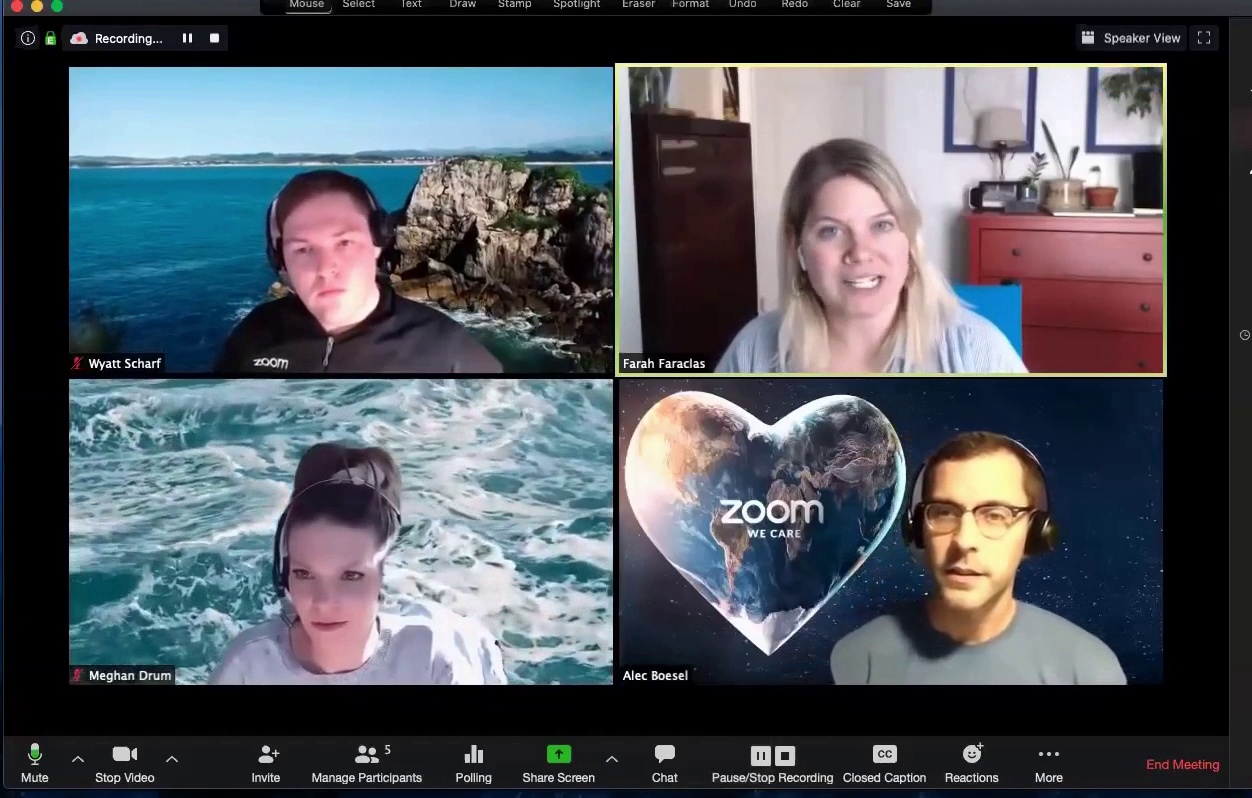 Mouse Select Text Draw Stamp Spotlight Eraser Format Undo Redo Clear Save
Recording...
Speaker View
zoom
Wyatt Scharf
Farah Faraclas
zoom
WE CARE
Meghan Drum
Alec Boesel
5
Mute Stop Video Invite Manage Participants Polling Share Screen Chat Pause/Stop Recording Closed Caption Reactions More End Meeting
CC